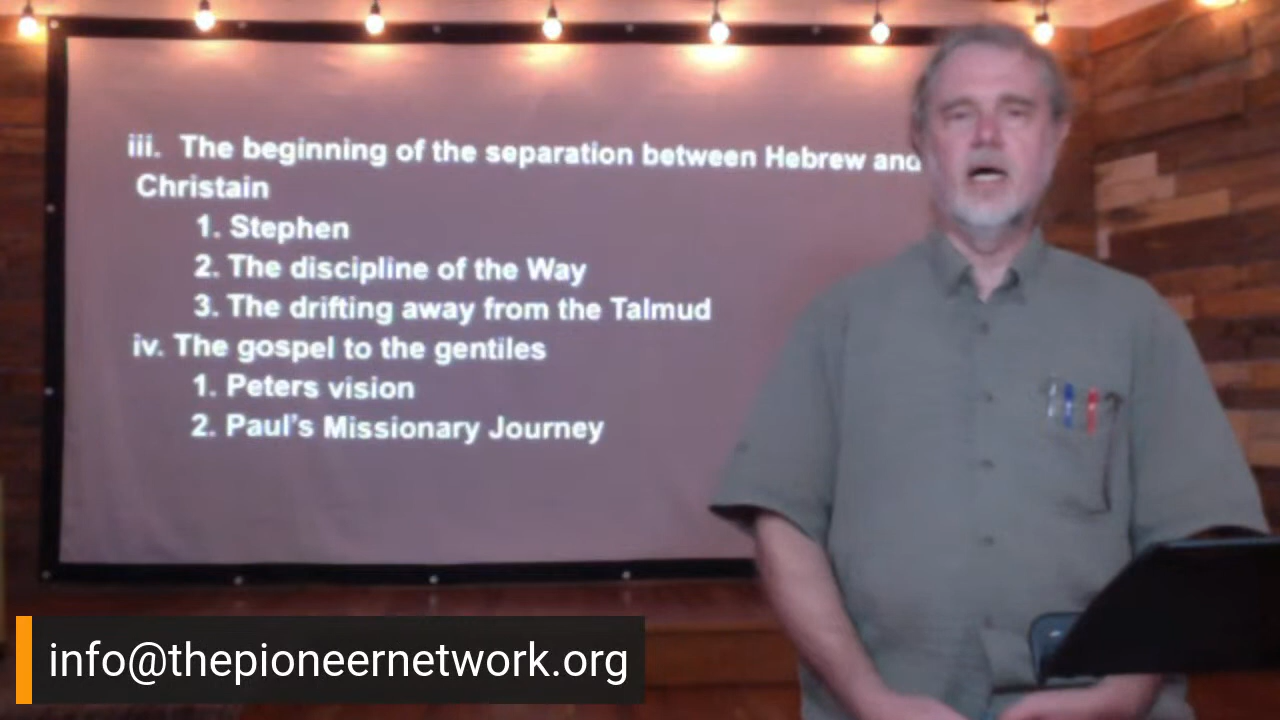 iii. The beginning of the separation between Hebrew and
Christain
1. Stephen
2. The discipline of the Way
3. The drifting away from the Talmud
iv. The gospel to the gentiles
1. Peters vision
2. Paul's Missionary Journey
info@thepioneernetwork.org